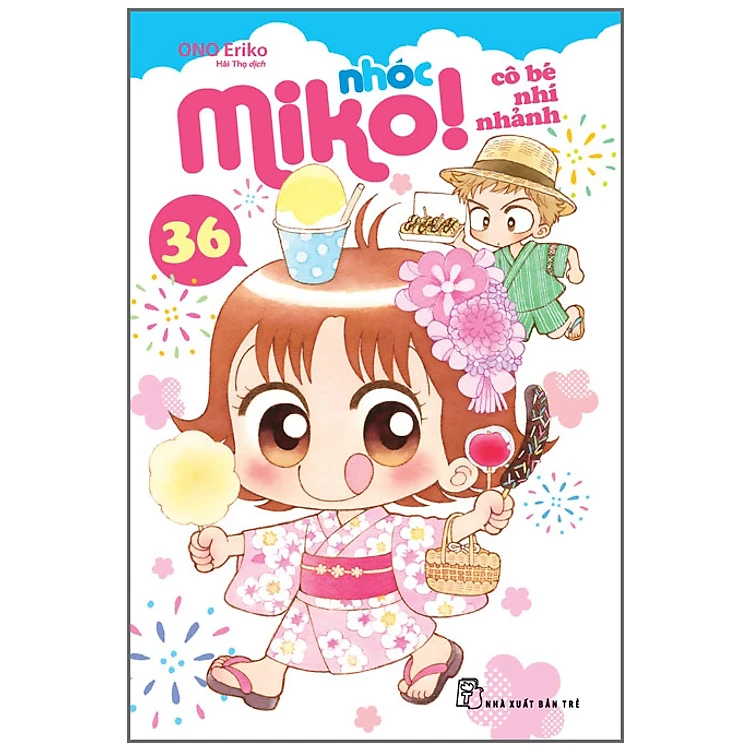 ONO Eriko
Hải Thọ dịch
nhóc
miko!
cô bé
nhí
nhảnh
36
NHÀ XUẤT BẢN TRẺ